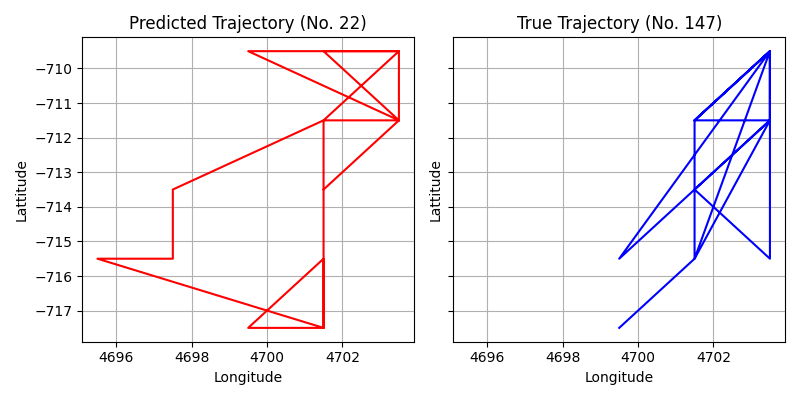 Predicted Trajectory (No. 22)
True Trajectory (No. 147)
−710
−711
−712
−713
−714
−715
−716
−717
Lattitude
Lattitude
4696 4698 4700 4702
4696 4698 4700 4702
Longitude
Longitude